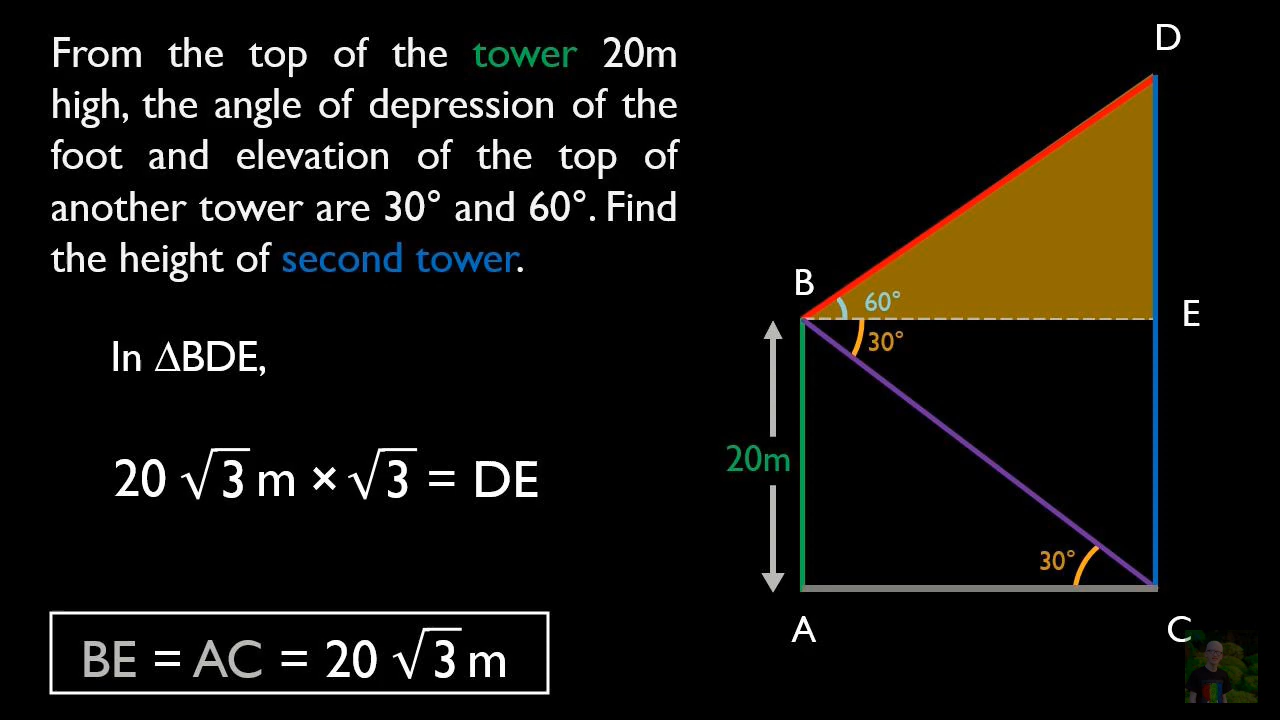 From the top of the tower 20m
high, the angle of depression of the
foot and elevation of the top of
another tower are 30° and 60°. Find
the height of second tower.
In ΔBDE,
20 √3 m × √3 = DE
BE = AC = 20 √3 m
D
B
60°
E
30°
20m
30°
A
C